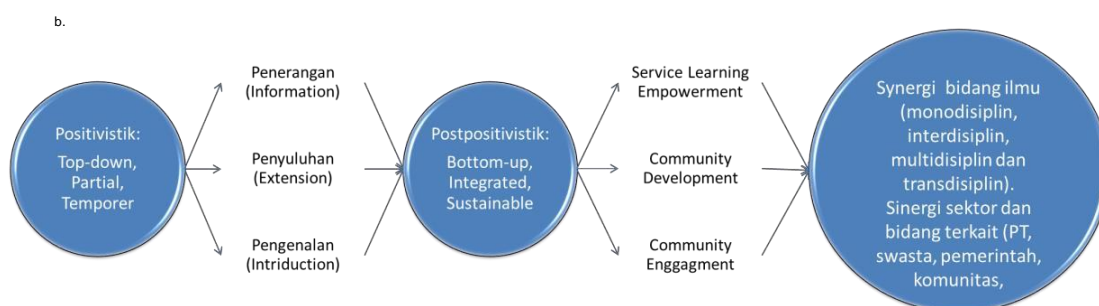 b.
Positivistik:
Top-down,
Partial,
Temporer
Penerangan
(Information)
Penyuluhan
(Extension)
Pengenalan
(Intriduction)
Postpositivistik:
Bottom-up,
Integrated,
Sustainable
Service Learning
Empowerment
Community
Development
Community
Enggagment
Synergi bidang ilmu
(monodisiplin,
interdisiplin,
multidisiplin dan
transdisiplin).
Sinergi sektor dan
bidang terkait (PT,
swasta, pemerintah,
komunitas,